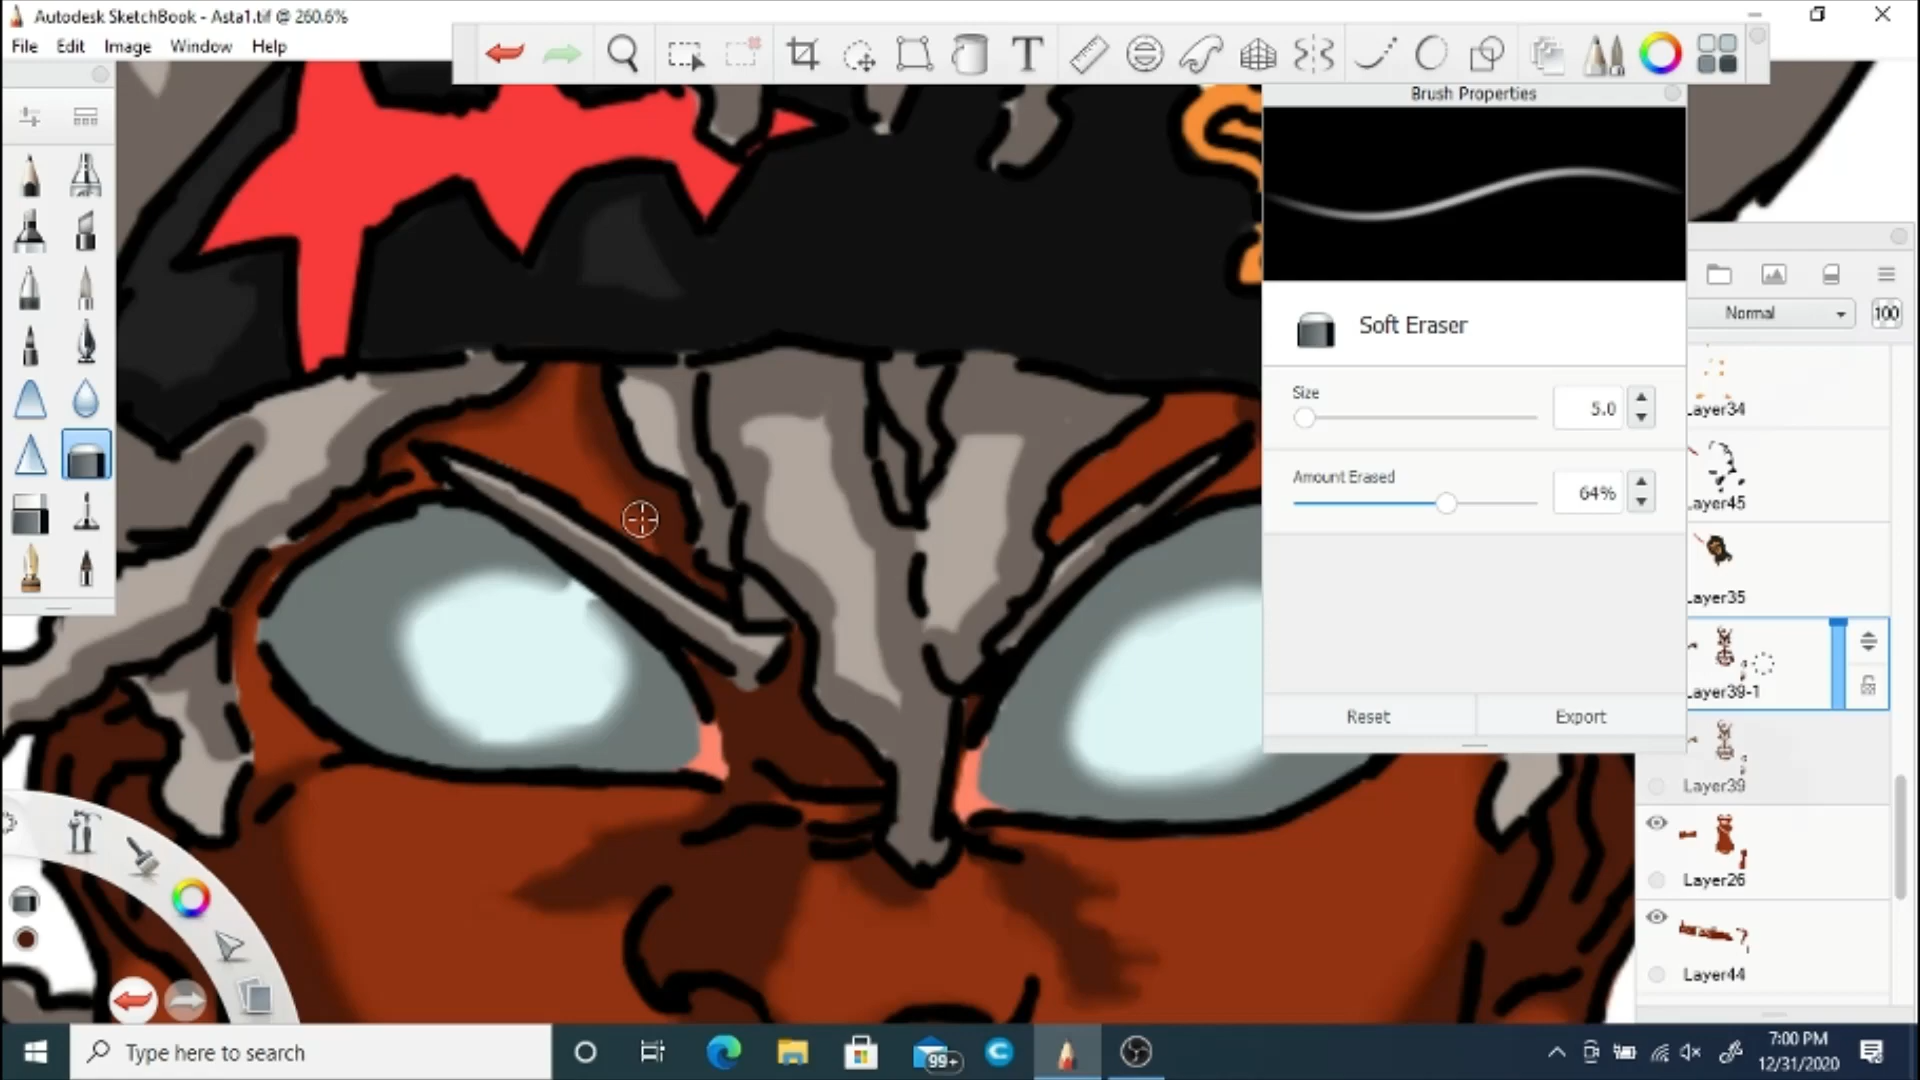 Autodesk SketchBook - Asta1.tif @ 260.6%
File Edit Image Window Help
T
Brush Properties
Soft Eraser
Size
5.0
Amount Erased
64%
Reset Export
Normal 100
Layer34
Layer45
Layer35
Layer39-1
Layer39
Layer26
Layer44
Type here to search
99+
7:00 PM
12/31/2020